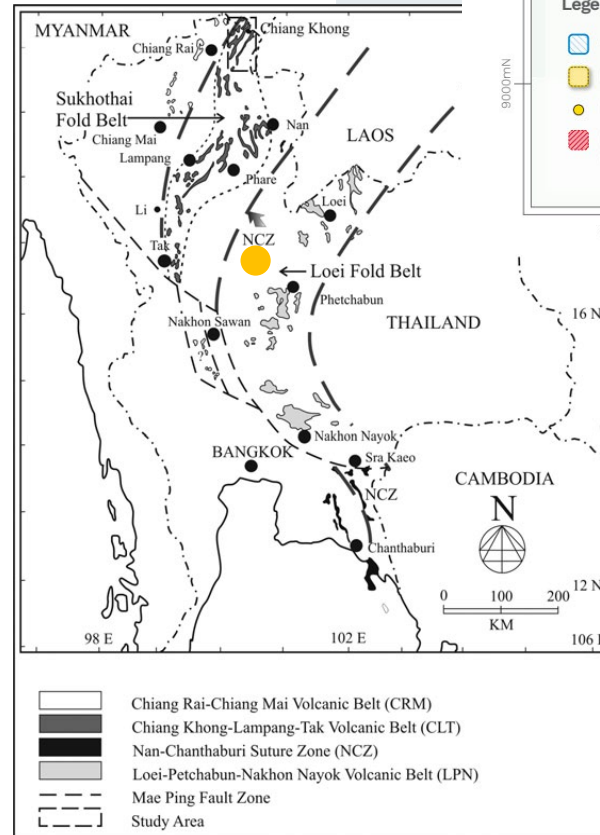 Lege
9000mN
MYANMAR
Chiang Khong
Chiang Rai
Sukhothai
Fold Belt
Chiang Mai
Nan
LAOS
Lampang
Phare
Loei
Li
NCZ
Tak
Loei Fold Belt
Phetchabun
16 N
Nakhon Sawan
THAILAND
?
Nakhon Nayok
BANGKOK
Sra Kaeo
CAMBODIA
NCZ
N
Chanthaburi
12 N
0 100 200
KM
98 E
102 E
106 E
Chiang Rai-Chiang Mai Volcanic Belt (CRM)
Chiang Khong-Lampang-Tak Volcanic Belt (CLT)
Nan-Chanthaburi Suture Zone (NCZ)
Loei-Petchabun-Nakhon Nayok Volcanic Belt (LPN)
Mae Ping Fault Zone
Study Area